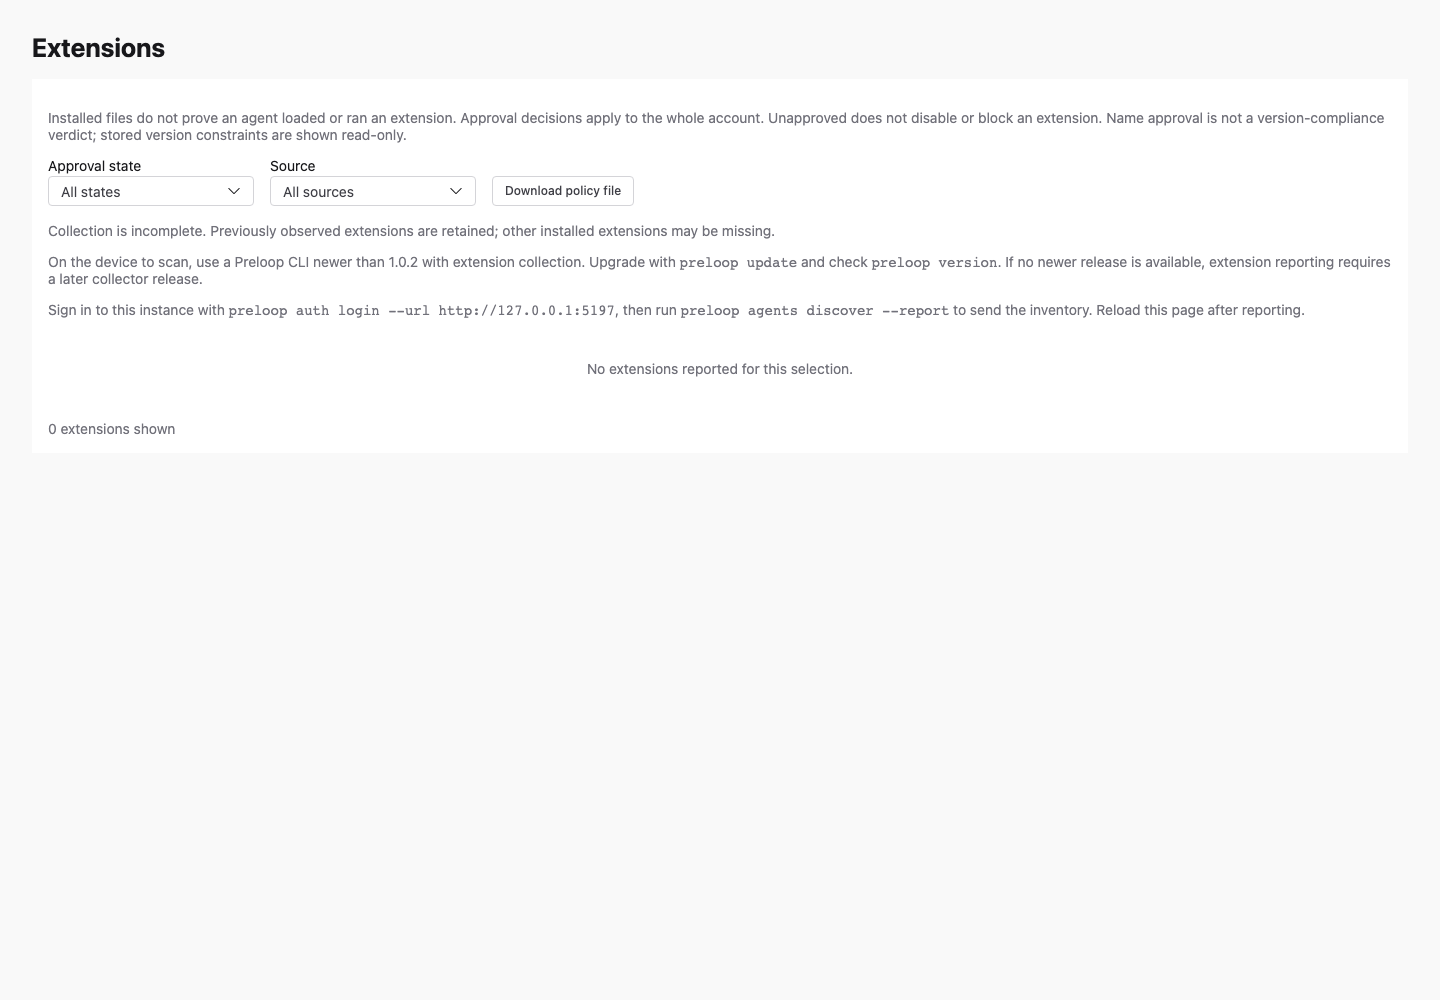 Extensions
Installed files do not prove an agent loaded or ran an extension. Approval decisions apply to the whole account. Unapproved does not disable or block an extension. Name approval is not a version-compliance
verdict; stored version constraints are shown read-only.
Approval state
Source
All states
All sources
Download policy file
Collection is incomplete. Previously observed extensions are retained; other installed extensions may be missing.
On the device to scan, use a Preloop CLI newer than 1.0.2 with extension collection. Upgrade with preloop update and check preloop version. If no newer release is available, extension reporting requires
a later collector release.
Sign in to this instance with preloop auth login --url http://127.0.0.1:5197, then run preloop agents discover --report to send the inventory. Reload this page after reporting.
No extensions reported for this selection.
0 extensions shown